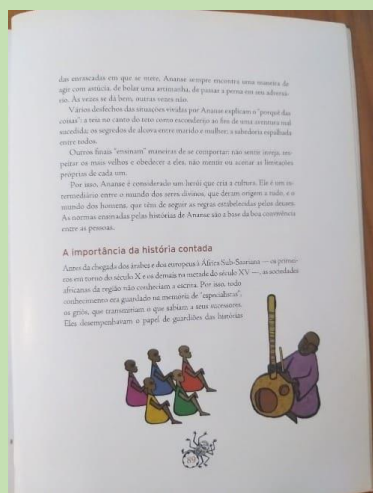 das enrascadas em que se mete, Ananse sempre encontra uma maneira de
agir com astúcia, de bolar uma artimanha, de passar a perna em seu adversá-
rio. Às vezes se dá bem; outras vezes não.
Vários desfechos das situações vividas por Ananse explicam o "porquê das
coisas": a teia no canto do teto como esconderijo ao fim de uma aventura mal
sucedida; os segredos de alcova entre marido e mulher; a sabedoria espalhada
entre todos.
Outros finais "ensinam" maneiras de se comportar: não sentir inveja, res-
peitar os mais velhos e obedecer a eles, não mentir ou aceitar as limitações
próprias de cada um.
Por isso, Ananse é considerado um herói que cria a cultura. Ele é um in-
termediário entre o mundo dos seres divinos, que deram origem a tudo, e o
mundo dos homens, que têm de seguir as regras estabelecidas pelos deuses.
As normas ensinadas pelas histórias de Ananse são a base da boa convivência
entre as pessoas.
A importância da história contada
Antes da chegada dos árabes e dos europeus à África Sub-Saariana — os primei-
ros em torno do século X e os demais na metade do século XV —, as sociedades
africanas da região não conheciam a escrita. Por isso, todo
conhecimento era guardado na memória de "especialistas",
os griôs, que transmitiam o que sabiam a seus sucessores.
Eles desempenhavam o papel de guardiões das histórias
69